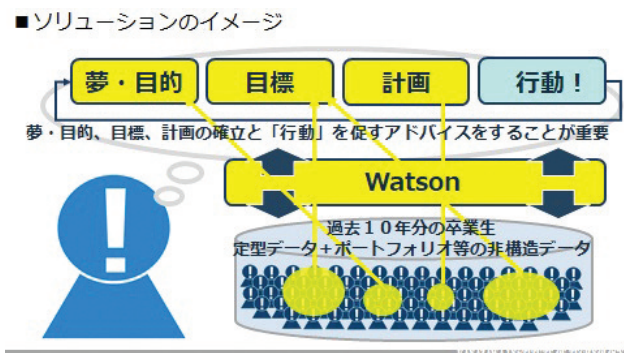 ■ソリューションのイメージ
夢・目的
目標
計画
行動！
夢・目的、目標、計画の確立と「行動」を促すアドバイスをすることが重要
Watson
過去１０年分の卒業生
定型データ＋ポートフォリオ等の非構造データ